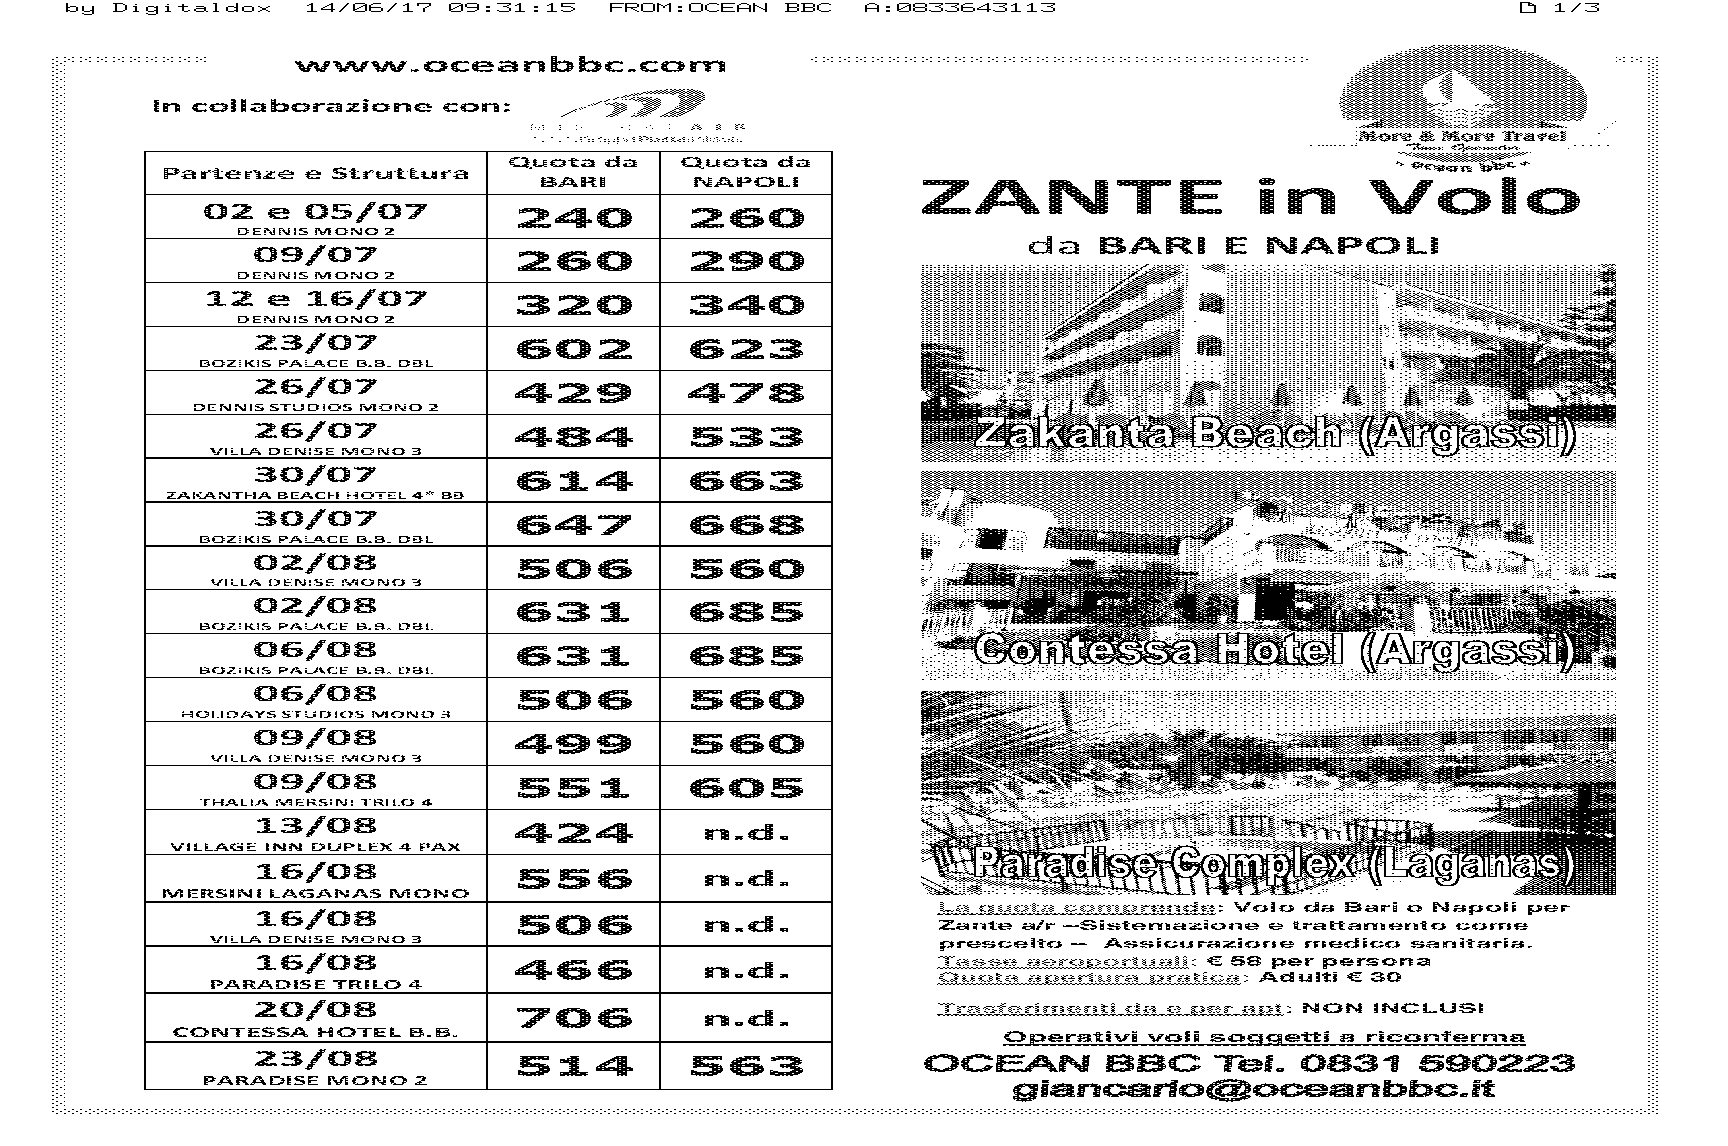 by Digitaldox 14/06/17 09:31:15 FROM:OCEAN BBC A:0833643113 1/3
www.oceanbbc.com
In collaborazione con:
Partenze e Struttura Quota da BARI Quota da NAPOLI
02 e 05/07 240 260
DENNIS MONO 2
09/07 260 290
DENNIS MONO 2
12 e 16/07 320 340
DENNIS MONO 2
23/07 602 623
BOZIKIS PALACE B.B. DBL
26/07 429 478
DENNIS STUDIOS MONO 2
26/07 484 533
VILLA DENISE MONO 3
30/07 614 663
ZAKANTHA BEACH HOTEL 4* BB
30/07 647 668
BOZIKIS PALACE B.B. DBL
02/08 506 560
VILLA DENISE MONO 3
02/08 631 685
BOZIKIS PALACE B.B. DBL
06/08 631 685
BOZIKIS PALACE B.B. DBL
06/08 506 560
HOLIDAYS STUDIOS MONO 3
09/08 499 560
VILLA DENISE MONO 3
09/08 551 605
THALIA MERSINI TRILO 4
13/08 424 n.d.
VILLAGE INN DUPLEX 4 PAX
16/08 556 n.d.
MERSINI LAGANAS MONO
16/08 506 n.d.
VILLA DENISE MONO 3
16/08 466 n.d.
PARADISE TRILO 4
20/08 706 n.d.
CONTESSA HOTEL B.B.
23/08 514 563
PARADISE MONO 2
More & More Travel
Tour Operator
"Ocean bbc"
ZANTE in Volo
da BARI E NAPOLI
Zakanta Beach (Argassi)
Contessa Hotel (Argassi)
Paradise Complex (Laganas)
La quota comprende: Volo da Bari o Napoli per
Zante a/r –Sistemazione e trattamento come
prescelto – Assicurazione medico sanitaria.
Tasse aeroportuali: € 58 per persona
Quota apertura pratica: Adulti € 30
Trasferimenti da e per apt: NON INCLUSI
Operativi voli soggetti a riconferma
OCEAN BBC Tel. 0831 590223
giancarlo@oceanbbc.it